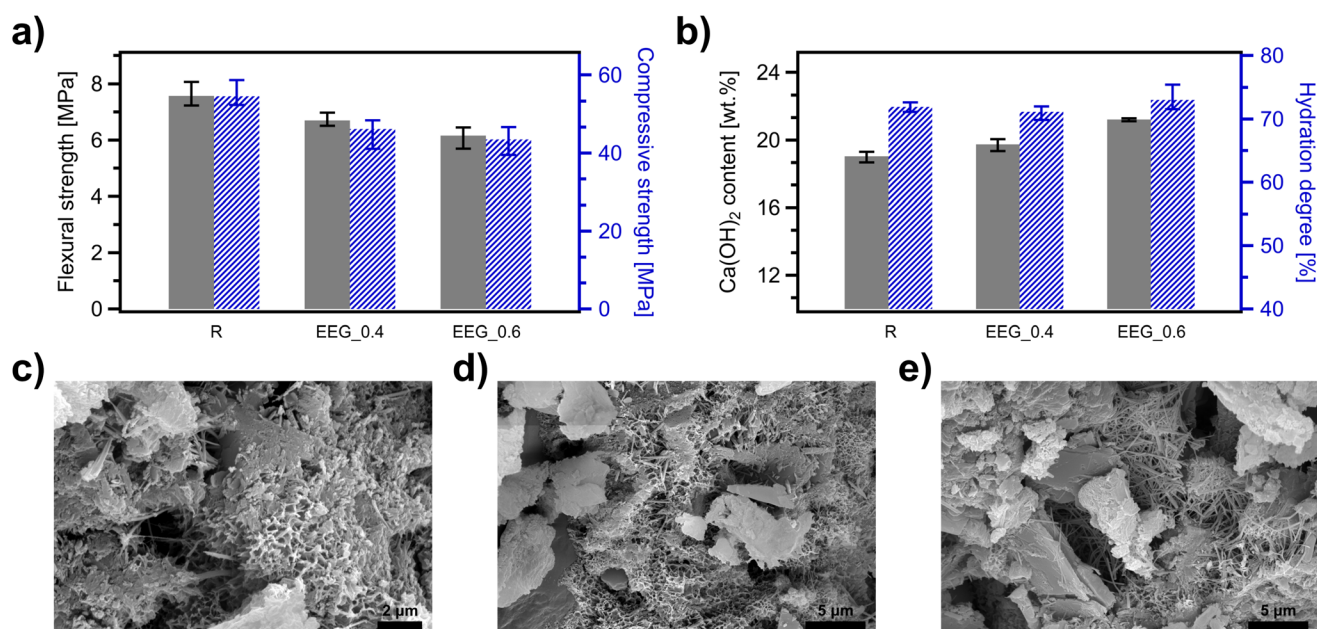 a)
Flexural strength [MPa]
8
6
4
2
0
60
40
20
0
Compressive strength [MPa]
R
EEG_0.4
EEG_0.6
b)
Ca(OH)2 content [wt.%]
24
20
16
12
80
70
60
50
40
Hydration degree [%]
R
EEG_0.4
EEG_0.6
c)
2 µm
d)
5 µm
e)
5 µm